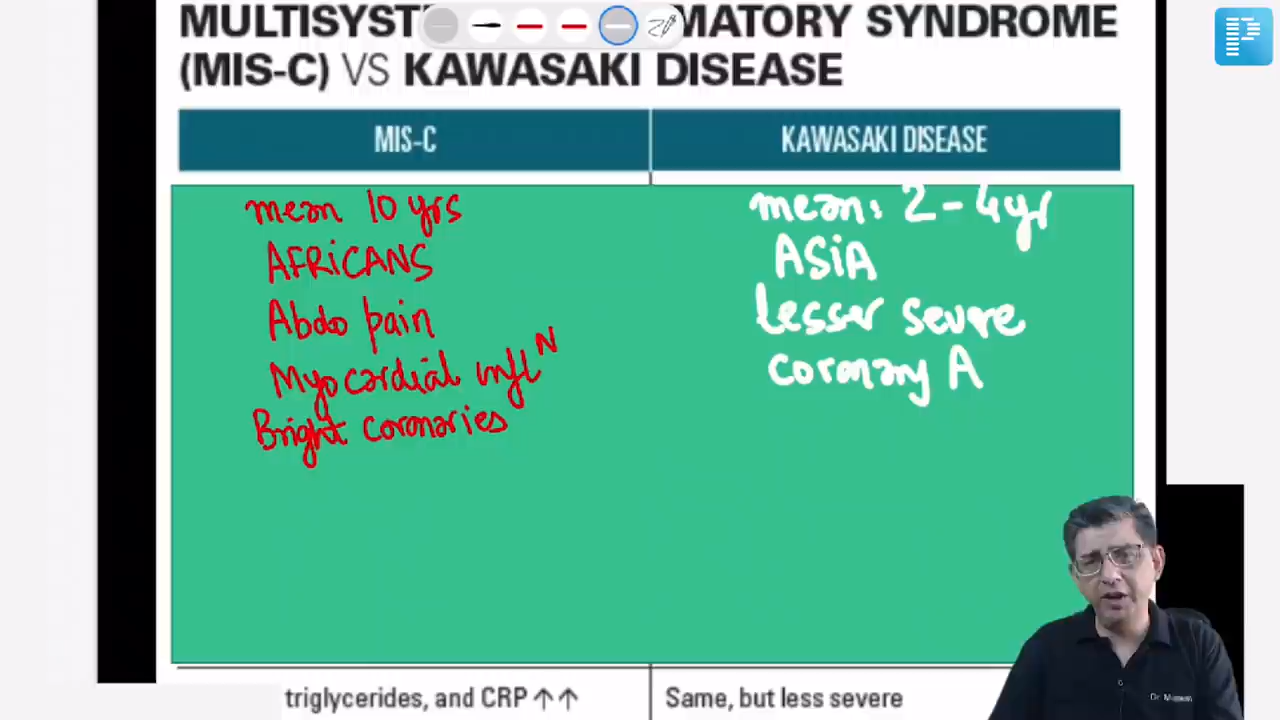 MULTISYST MATORY SYNDROME
(MIS-C) VS KAWASAKI DISEASE
MIS-C
KAWASAKI DISEASE
mean 10 yrs
AFRICANS
Abdo pain
Myocardial infl N
Bright coronaries
mean: 2-4yr
ASIA
Lesser severe
coronary A
triglycerides, and CRP ↑↑
Same, but less severe